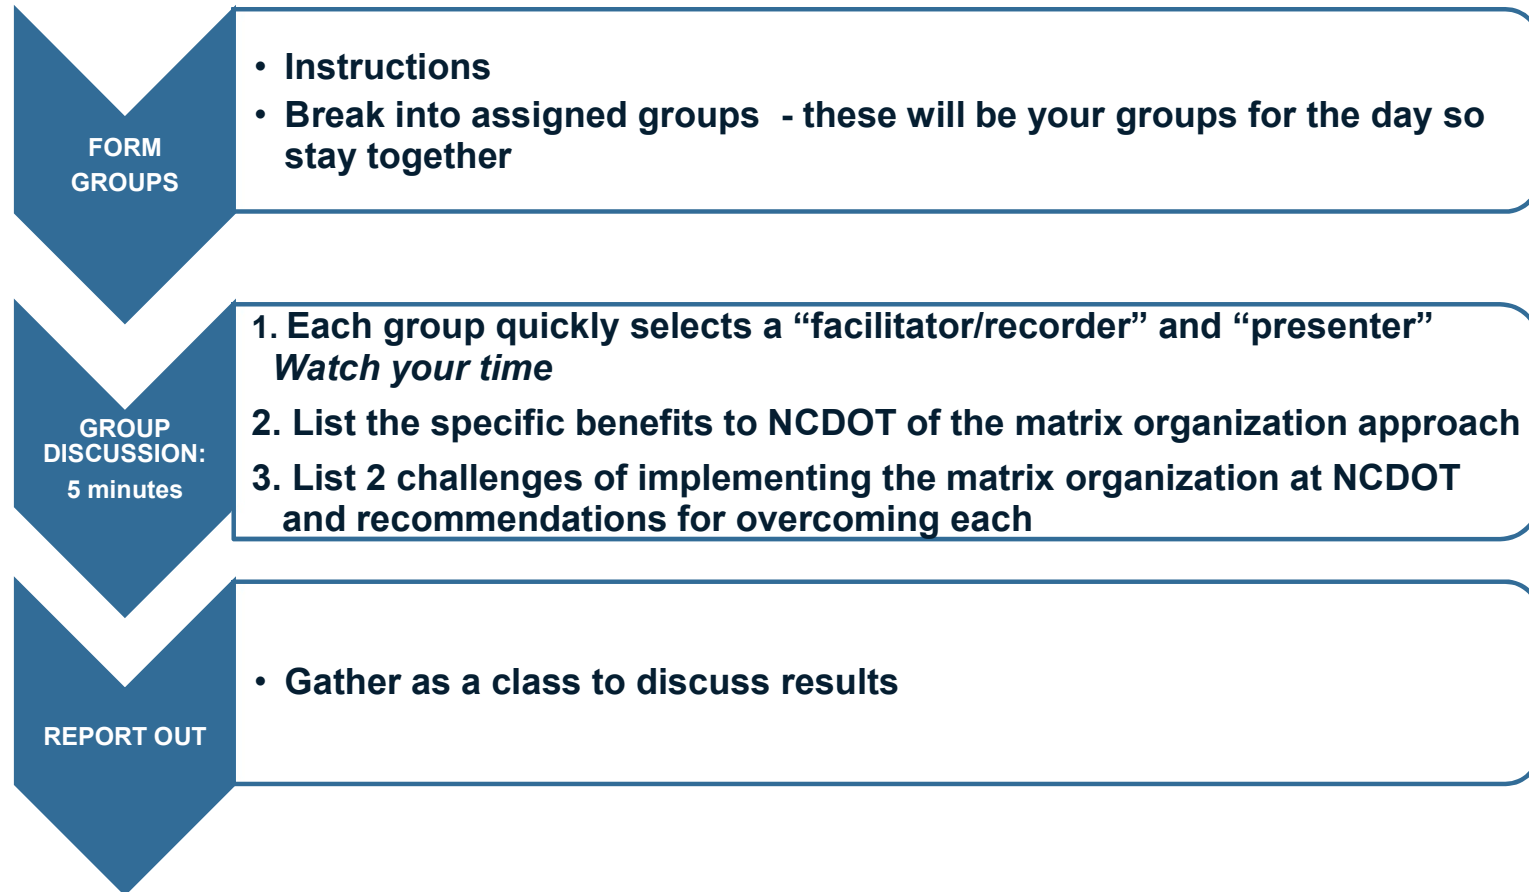 FORM
GROUPS
• Instructions
• Break into assigned groups  - these will be your groups for the day so
stay together
GROUP
DISCUSSION:
5 minutes
1. Each group quickly selects a “facilitator/recorder” and “presenter”
Watch your time
2. List the specific benefits to NCDOT of the matrix organization approach
3. List 2 challenges of implementing the matrix organization at NCDOT
and recommendations for overcoming each
REPORT OUT
• Gather as a class to discuss results